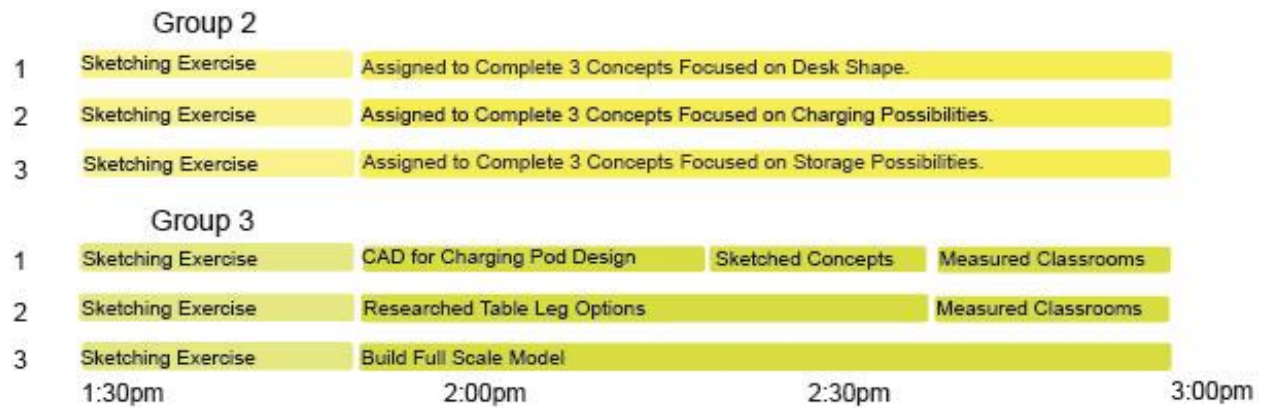 Group 2
1 Sketching Exercise Assigned to Complete 3 Concepts Focused on Desk Shape.
2 Sketching Exercise Assigned to Complete 3 Concepts Focused on Charging Possibilities.
3 Sketching Exercise Assigned to Complete 3 Concepts Focused on Storage Possibilities.
Group 3
1 Sketching Exercise CAD for Charging Pod Design Sketched Concepts Measured Classrooms
2 Sketching Exercise Researched Table Leg Options Measured Classrooms
3 Sketching Exercise Build Full Scale Model
1:30pm 2:00pm 2:30pm 3:00pm